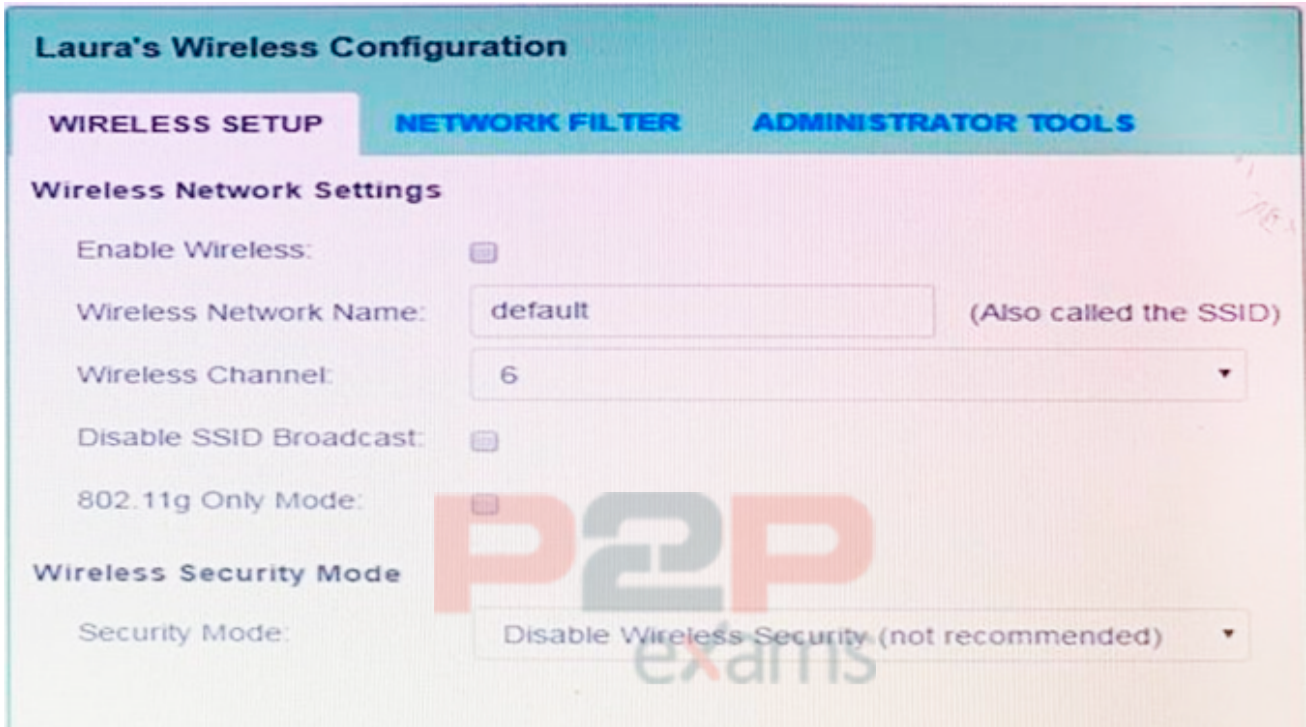 Laura's Wireless Configuration
WIRELESS SETUP NETWORK FILTER ADMINISTRATOR TOOLS
Wireless Network Settings
Enable Wireless:
Wireless Network Name: default (Also called the SSID)
Wireless Channel: 6
Disable SSID Broadcast:
802.11g Only Mode:
P2P
Wireless Security Mode
Security Mode: Disable Wireless Security (not recommended)
exams